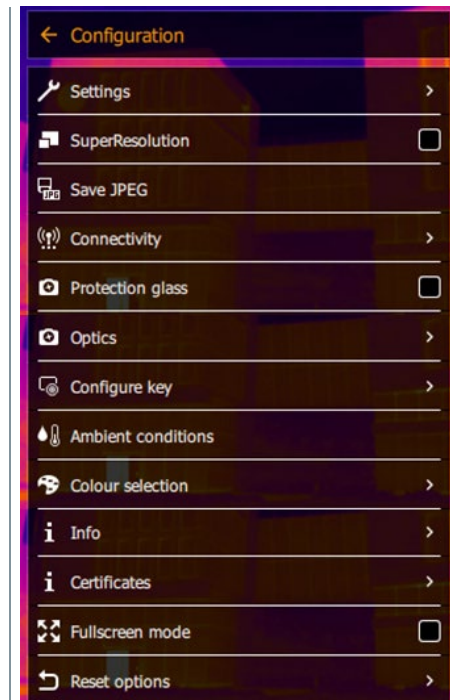 Configuration
Settings
SuperResolution
JPG Save JPEG
Connectivity
Protection glass
Optics
Configure key
Ambient conditions
Colour selection
i Info
i Certificates
Fullscreen mode
Reset options